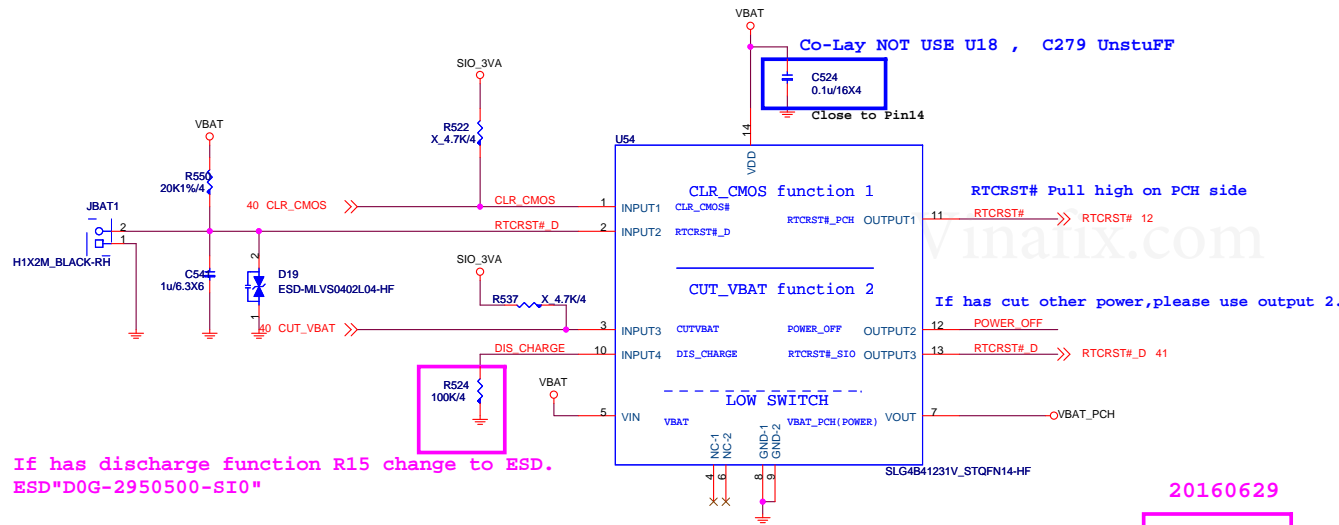 VBAT
Co-Lay NOT USE U18 , C279 UnstuFF
SIO_3VA
C524
0.1u/16X4
Close to Pin14
VBAT
R522
X_4.7K/4
14
U54
VDD
R550
20K1%/4
CLR_CMOS function 1
RTCRST# Pull high on PCH side
JBAT1
40 CLR_CMOS
CLR_CMOS
1
INPUT1
CLR_CMOS#
RTCRST#_PCH
OUTPUT1
11
RTCRST#
RTCRST# 12
2
1
RTCRST#_D
2
INPUT2
RTCRST#_D
Vinafix.com
H1X2M_BLACK-RH
SIO_3VA
C541
1u/6.3X6
2
D19
ESD-MLVS0402L04-HF
1
CUT_VBAT function 2
R537
X_4.7K/4
If has cut other power,please use output 2.
40 CUT_VBAT
3
INPUT3
CUTVBAT
POWER_OFF
OUTPUT2
12
POWER_OFF
DIS_CHARGE
10
INPUT4
DIS_CHARGE
RTCRST#_SIO
OUTPUT3
13
RTCRST#_D
RTCRST#_D 41
R524
100K/4
VBAT
LOW SWITCH
5
VIN
VBAT
VBAT_PCH(POWER)
VOUT
7
VBAT_PCH
NC-1
NC-2
GND-1
GND-2
4
6
8
9
SLG4B41231V_STQFN14-HF
If has discharge function R15 change to ESD.
ESD"D0G-2950500-SI0"
20160629